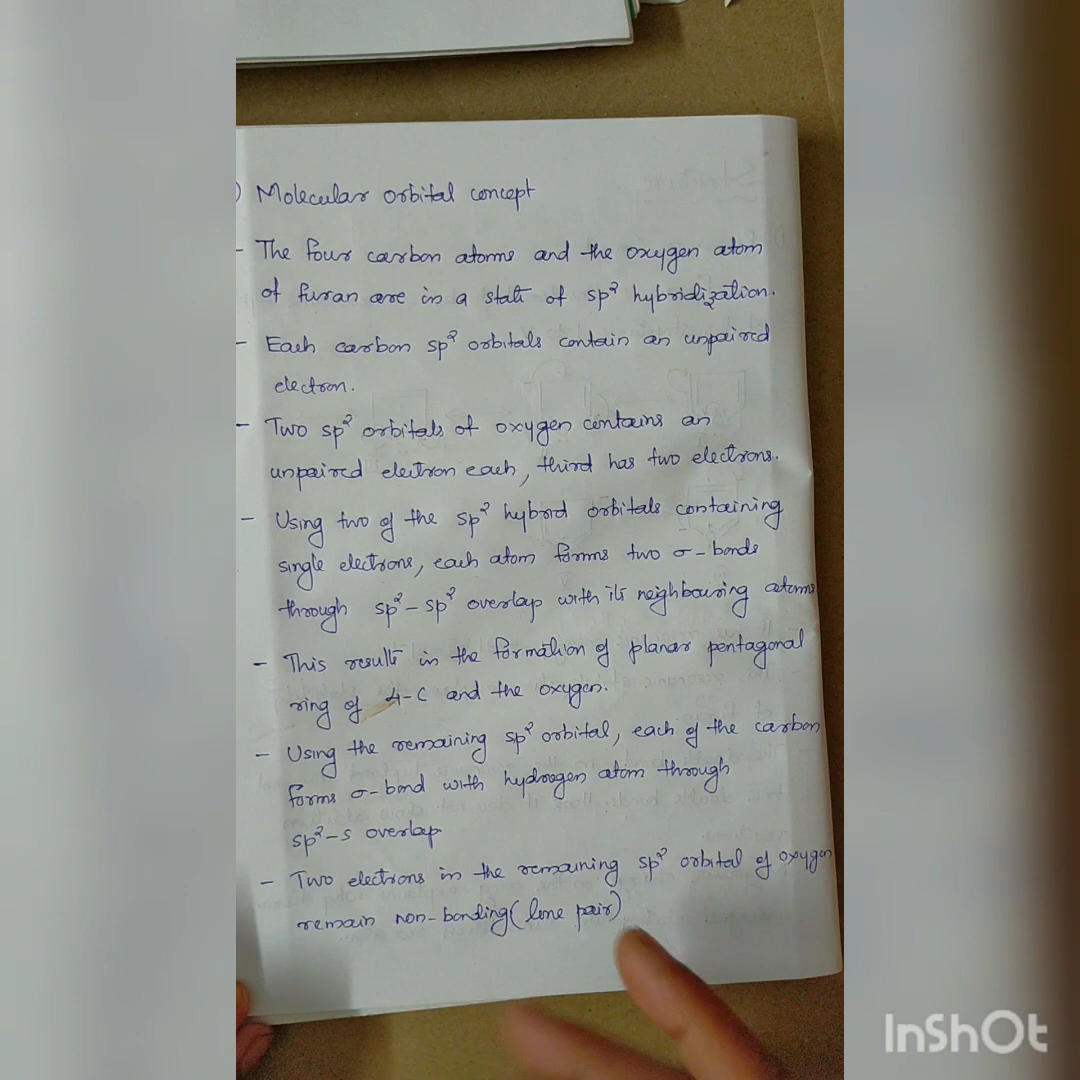 ) Molecular orbital concept
- The four carbon atoms and the oxygen atom
of furan are in a state of sp² hybridization.
- Each carbon sp² orbitals contain an unpaired
electron.
- Two sp² orbitals of oxygen contains an
unpaired electron each, third has two electrons.
- Using two of the sp² hybrid orbitals containing
single electrons, each atom forms two σ-bonds
through sp²-sp² overlap with its neighbouring atoms
- This results in the formation of planar pentagonal
ring of 4-C and the oxygen.
- Using the remaining sp² orbital, each of the carbon
forms σ-bond with hydrogen atom through
sp²-s overlap.
- Two electrons in the remaining sp² orbital of oxygen
remain non-bonding (lone pair)
InShOt